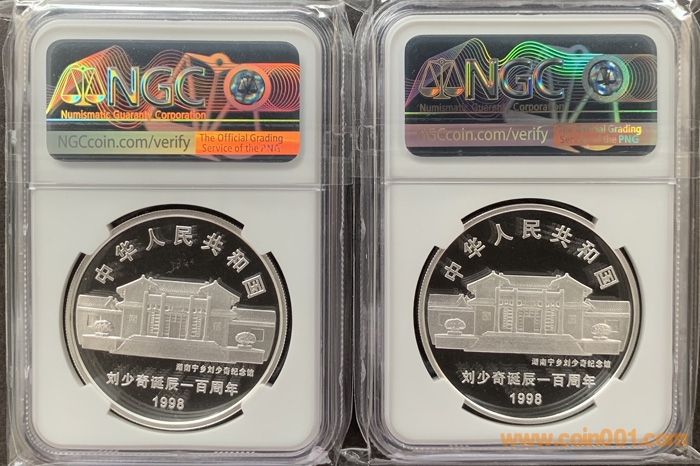 NGC
Numismatic Guaranty Corporation
NGCcoin.com/verify
The Official Grading
Service of the PNG
中华人民共和国
湖南宁乡刘少奇纪念馆
刘少奇诞辰一百周年
1998
NGC
Numismatic Guaranty Corporation
NGCcoin.com/verify
The Official Grading
Service of the PNG
中华人民共和国
湖南宁乡刘少奇纪念馆
刘少奇诞辰一百周年
1998
www.coin001.com